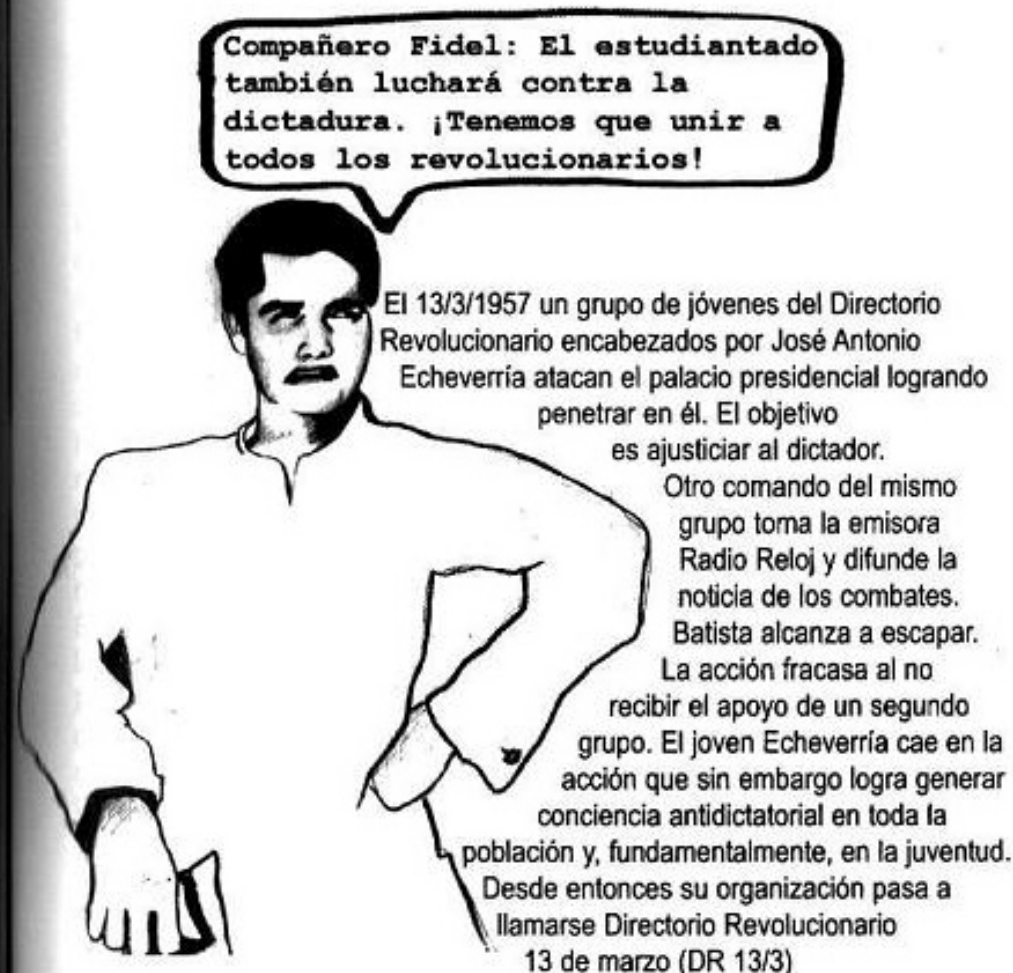 Compañero Fidel: El estudiantado
también luchará contra la
dictadura. ¡Tenemos que unir a
todos los revolucionarios!
El 13/3/1957 un grupo de jóvenes del Directorio
Revolucionario encabezados por José Antonio
Echeverría atacan el palacio presidencial logrando
penetrar en él. El objetivo
es ajusticiar al dictador.
Otro comando del mismo
grupo toma la emisora
Radio Reloj y difunde la
noticia de los combates.
Batista alcanza a escapar.
La acción fracasa al no
recibir el apoyo de un segundo
grupo. El joven Echeverría cae en la
acción que sin embargo logra generar
conciencia antidictatorial en toda la
población y, fundamentalmente, en la juventud.
Desde entonces su organización pasa a
llamarse Directorio Revolucionario
13 de marzo (DR 13/3)